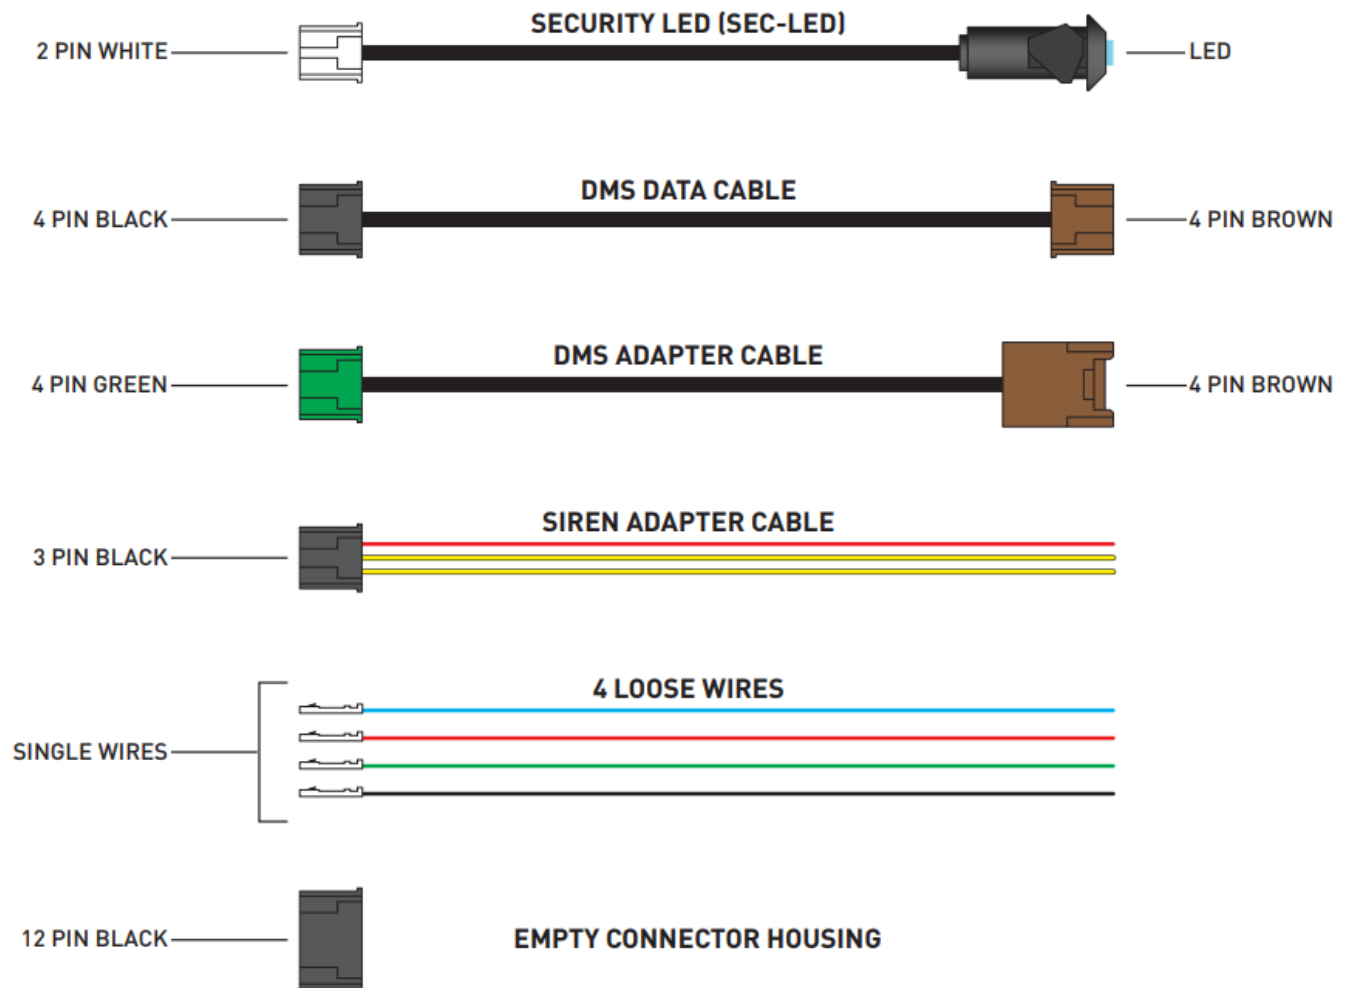 SECURITY LED (SEC-LED)
2 PIN WHITE
LED
DMS DATA CABLE
4 PIN BLACK
4 PIN BROWN
DMS ADAPTER CABLE
4 PIN GREEN
4 PIN BROWN
SIREN ADAPTER CABLE
3 PIN BLACK
4 LOOSE WIRES
SINGLE WIRES
12 PIN BLACK
EMPTY CONNECTOR HOUSING